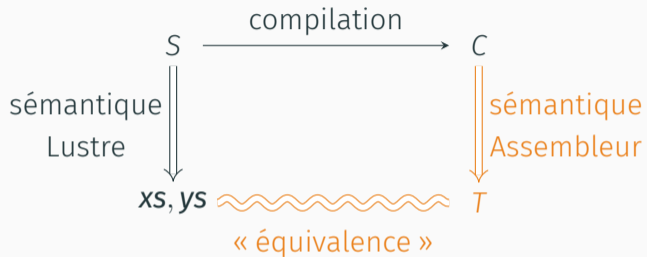 compilation
S
C
sémantique
Lustre
sémantique
Assembleur
xs, ys
T
« équivalence »